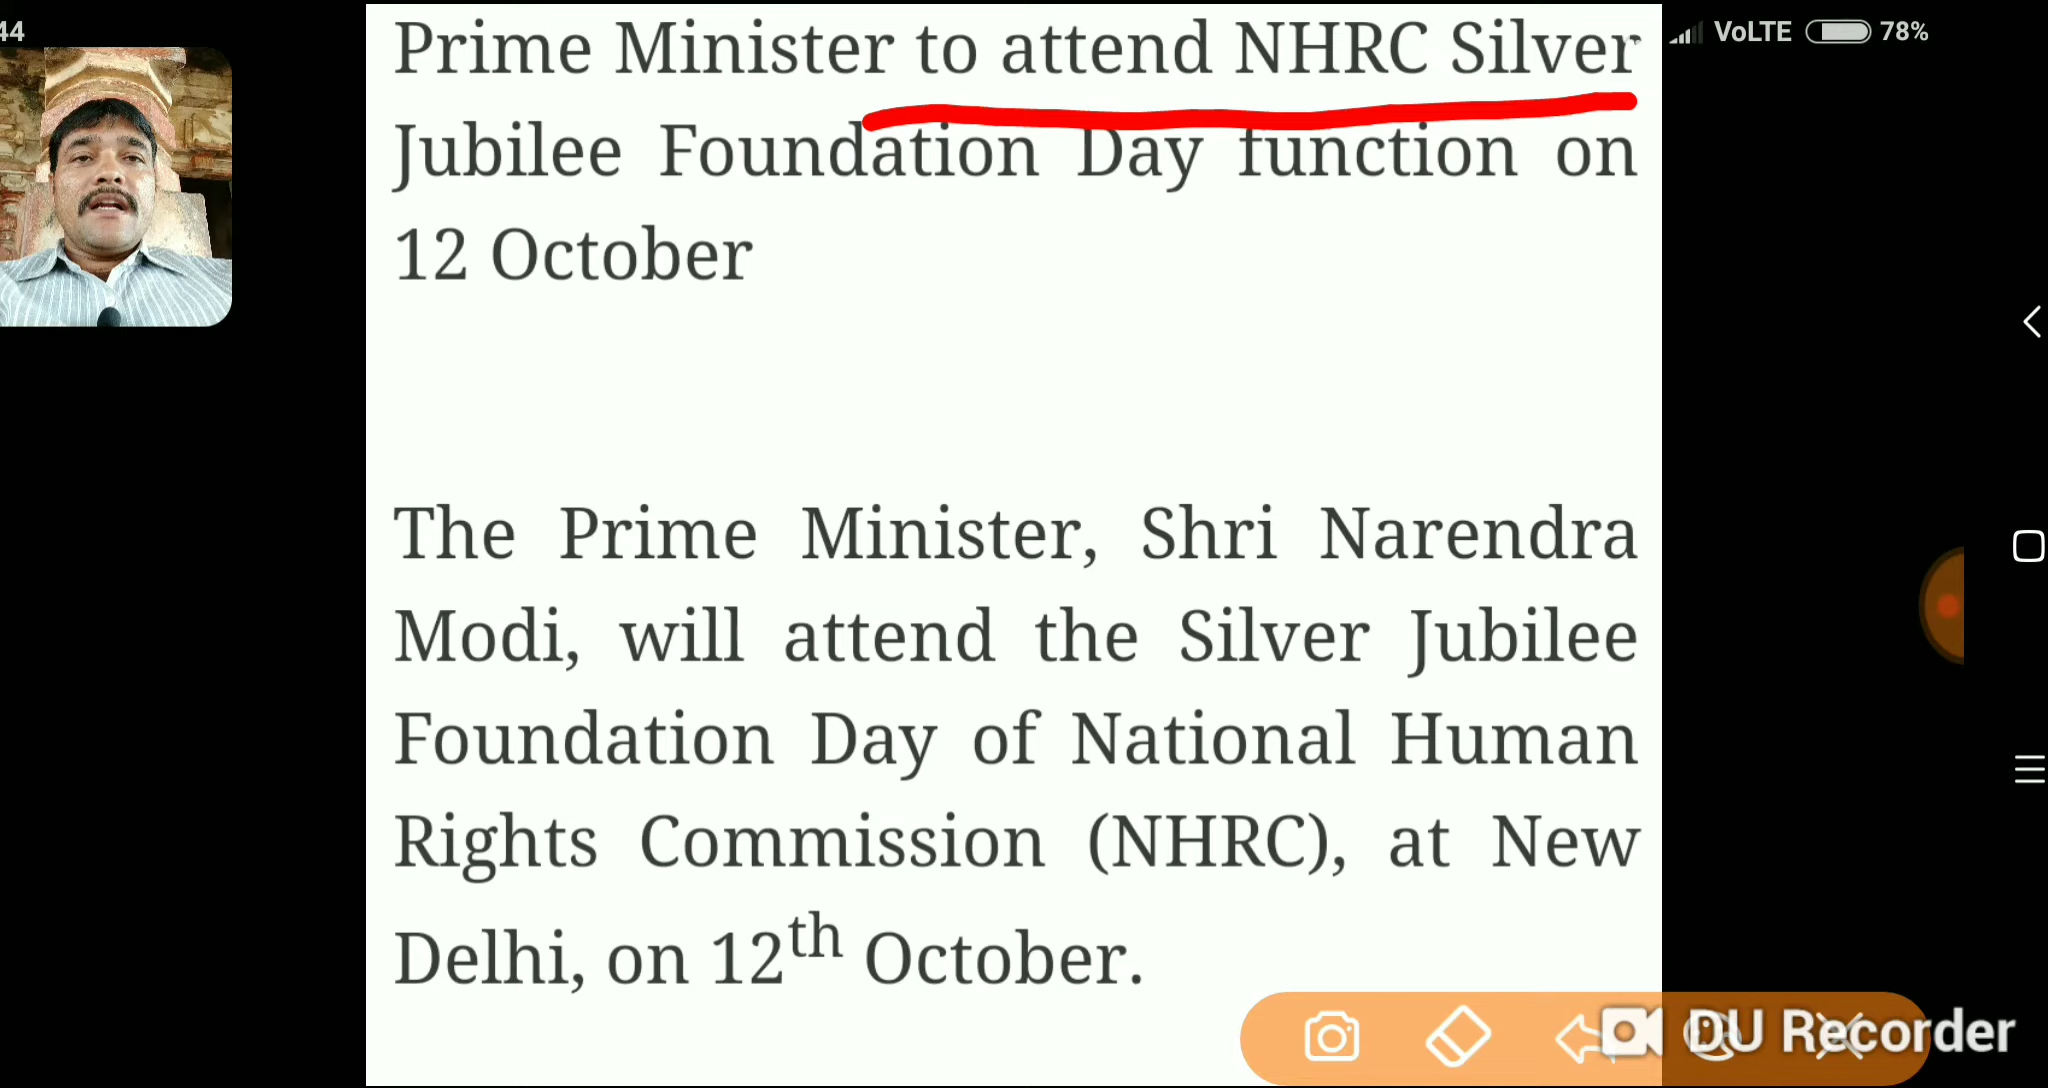 44
VoLTE 78%
Prime Minister to attend NHRC Silver
Jubilee Foundation Day function on
12 October
The Prime Minister, Shri Narendra
Modi, will attend the Silver Jubilee
Foundation Day of National Human
Rights Commission (NHRC), at New
Delhi, on 12th October.
DU Recorder